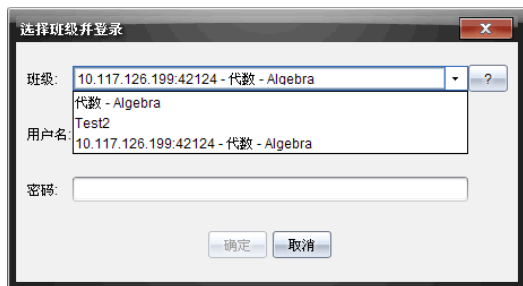 选择班级并登录
班级: 10.117.126.199:42124 - 代数 - Algebra ?
代数 - Algebra
Test2
用户名:
10.117.126.199:42124 - 代数 - Algebra
密码:
确定 取消